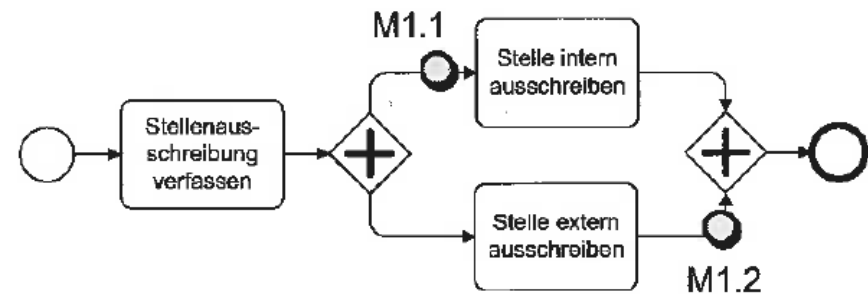 M1.1
Stelle intern
ausschreiben
Stellenaus-
schreibung
verfassen
Stelle extern
ausschreiben
M1.2